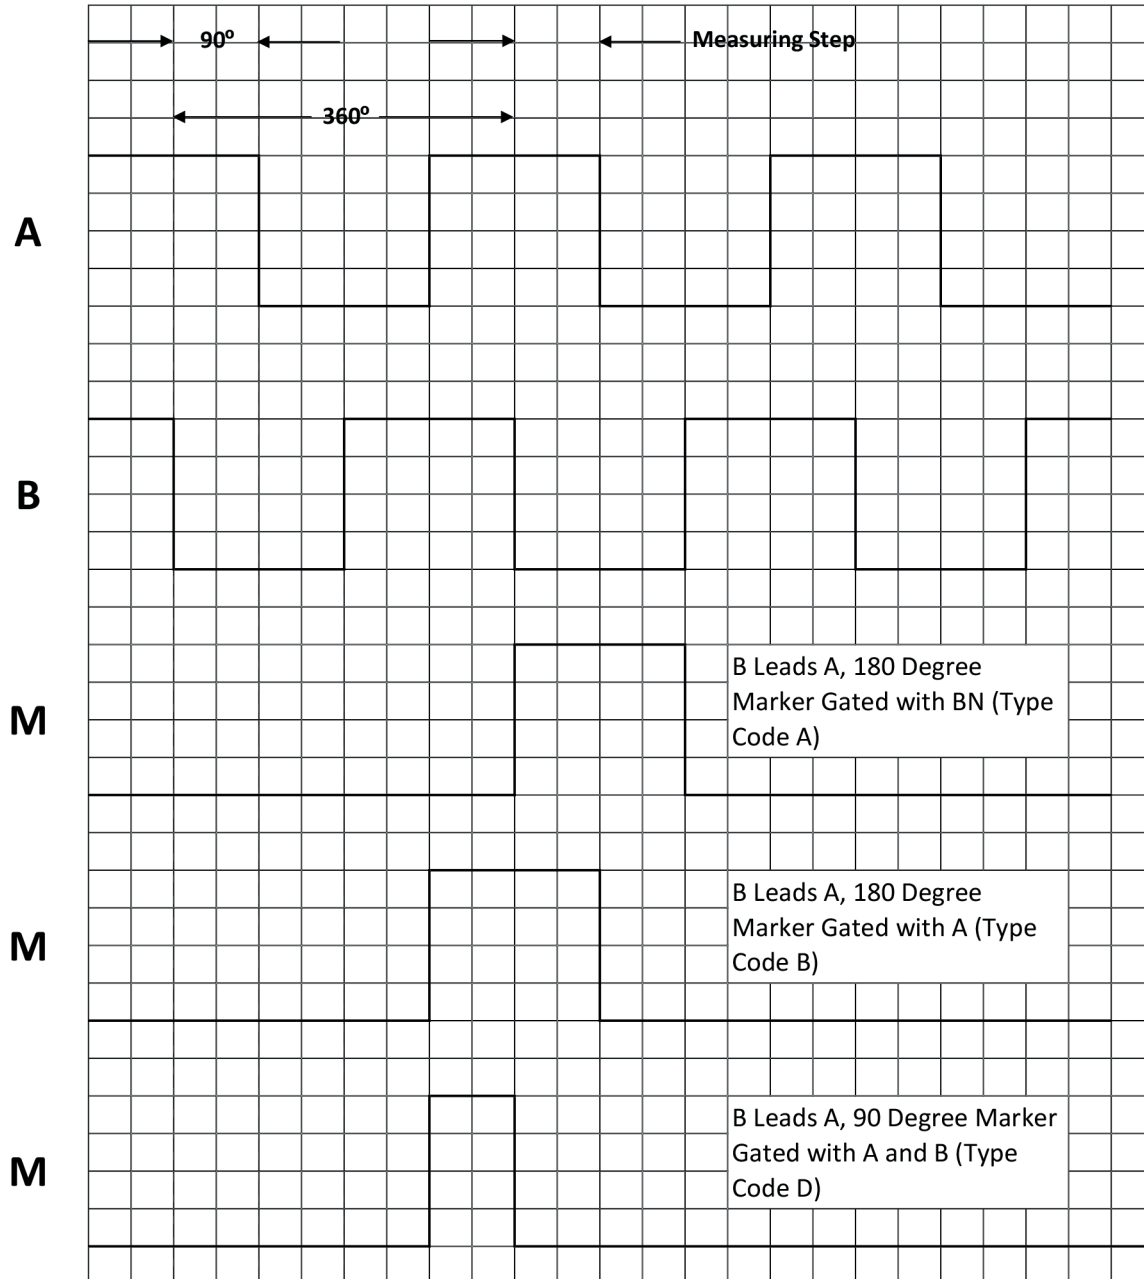 90º
Measuring Step
360º
A
B
M
B Leads A, 180 Degree
Marker Gated with BN (Type
Code A)
M
B Leads A, 180 Degree
Marker Gated with A (Type
Code B)
M
B Leads A, 90 Degree Marker
Gated with A and B (Type
Code D)